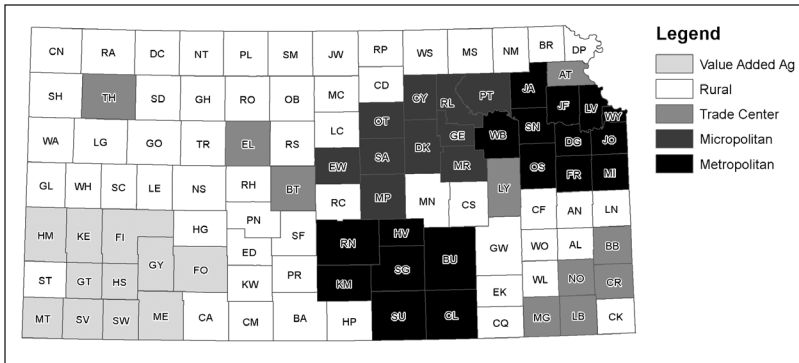 CN RA DC NT PL SM JW RP WS MS NM BR DP
SH TH SD GH RO OB MC CD CY RL PT JA AT
WA LG GO TR EL RS LC OT DK GE WB SN JF LV WY
EW SA MR OS DG JO
GL WH SC LE NS RH BT RC MP MN CS LY FR MI
HM KE FI HG PN SF RN HV CF AN LN
GY FO ED SG BU GW WO AL BB
ST GT HS KW PR KM WL NO CR
MT SV SW ME CA CM BA HP SU CL EK
CQ MG LB CK
Legend
Value Added Ag
Rural
Trade Center
Micropolitan
Metropolitan